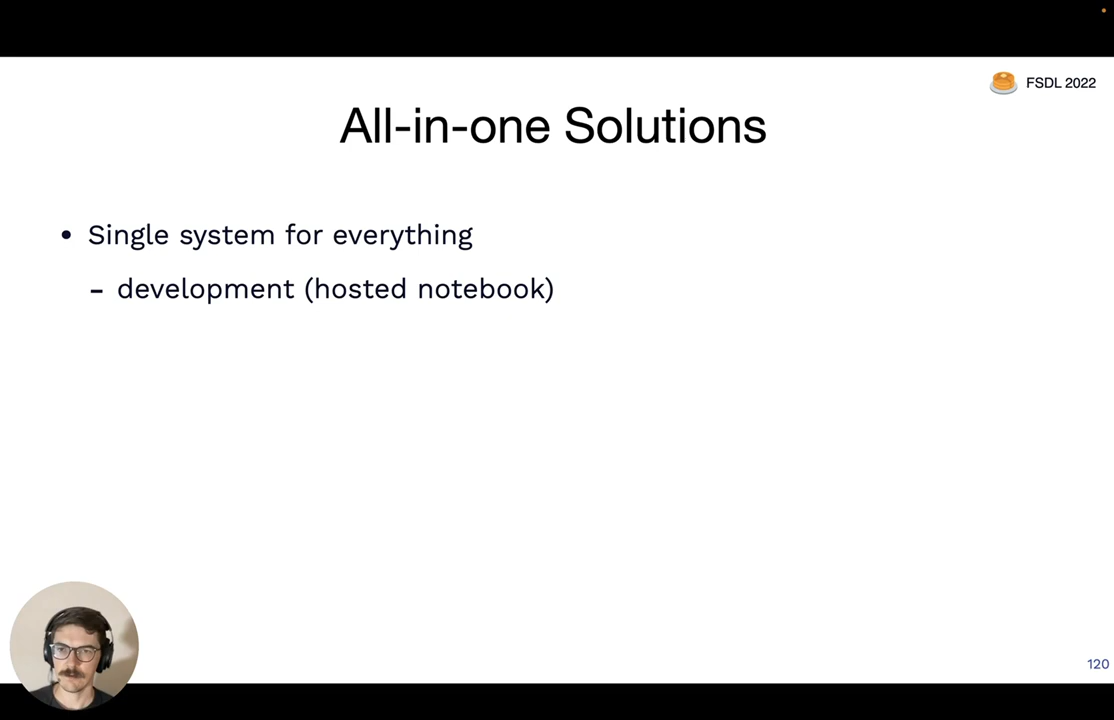 FSDL 2022
All-in-one Solutions
• Single system for everything
– development (hosted notebook)
120